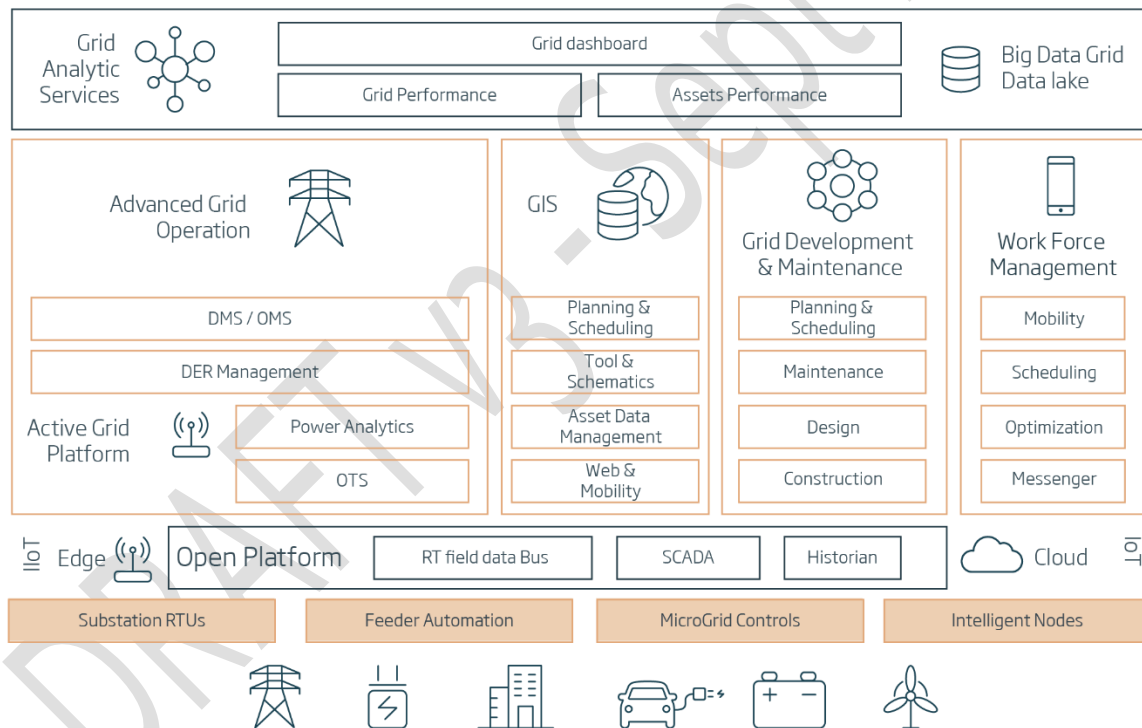 Grid
Analytic
Services
Grid dashboard
Grid Performance
Assets Performance
Big Data Grid
Data lake
Advanced Grid
Operation
DMS / OMS
DER Management
Active Grid
Platform
Power Analytics
OTS
GIS
Planning &
Scheduling
Tool &
Schematics
Asset Data
Management
Web &
Mobility
Grid Development
& Maintenance
Planning &
Scheduling
Maintenance
Design
Construction
Work Force
Management
Mobility
Scheduling
Optimization
Messenger
IIoT
Edge
Open Platform
RT field data Bus
SCADA
Historian
Cloud
IoT
Substation RTUs
Feeder Automation
MicroGrid Controls
Intelligent Nodes
DRAFT v3 - Sept